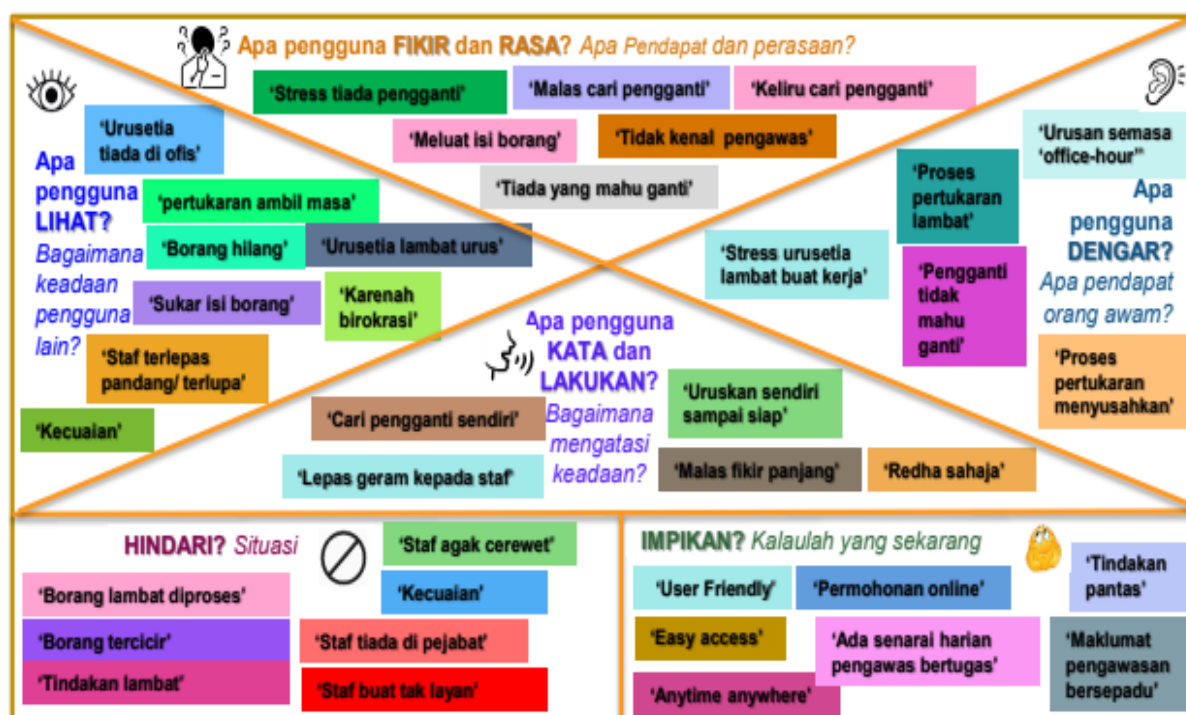 Apa pengguna FIKIR dan RASA? Apa Pendapat dan perasaan?
'Stress tiada pengganti'
'Malas cari pengganti'
'Keliru cari pengganti'
'Meluat isi borang'
'Tidak kenal pengawas'
'Tiada yang mahu ganti'
'Urusetia
tiada di ofis'
Apa
pengguna
LIHAT?
Bagaimana
keadaan
pengguna
lain?
'pertukaran ambil masa'
'Borang hilang'
'Urusetia lambat urus'
'Sukar isi borang'
'Karenah
birokrasi'
'Staf terlepas
pandang/ terlupa'
'Kecuaian'
'Urusan semasa
'office-hour"
Apa
pengguna
DENGAR?
Apa pendapat
orang awam?
'Proses
pertukaran
lambat'
'Stress urusetia
lambat buat kerja'
'Pengganti
tidak
mahu
ganti'
'Proses
pertukaran
menyusahkan'
Apa pengguna
KATA dan
LAKUKAN?
Bagaimana
mengatasi
keadaan?
'Uruskan sendiri
sampai siap'
'Cari pengganti sendiri'
'Lepas geram kepada staf'
'Malas fikir panjang'
'Redha sahaja'
HINDARI? Situasi
'Staf agak cerewet'
'Borang lambat diproses'
'Kecuaian'
'Borang tercicir'
'Staf tiada di pejabat'
'Tindakan lambat'
'Staf buat tak layan'
IMPIKAN? Kalaulah yang sekarang
'User Friendly'
'Permohonan online'
'Tindakan
pantas'
'Easy access'
'Ada senarai harian
pengawas bertugas'
'Maklumat
pengawasan
bersepadu'
'Anytime anywhere'